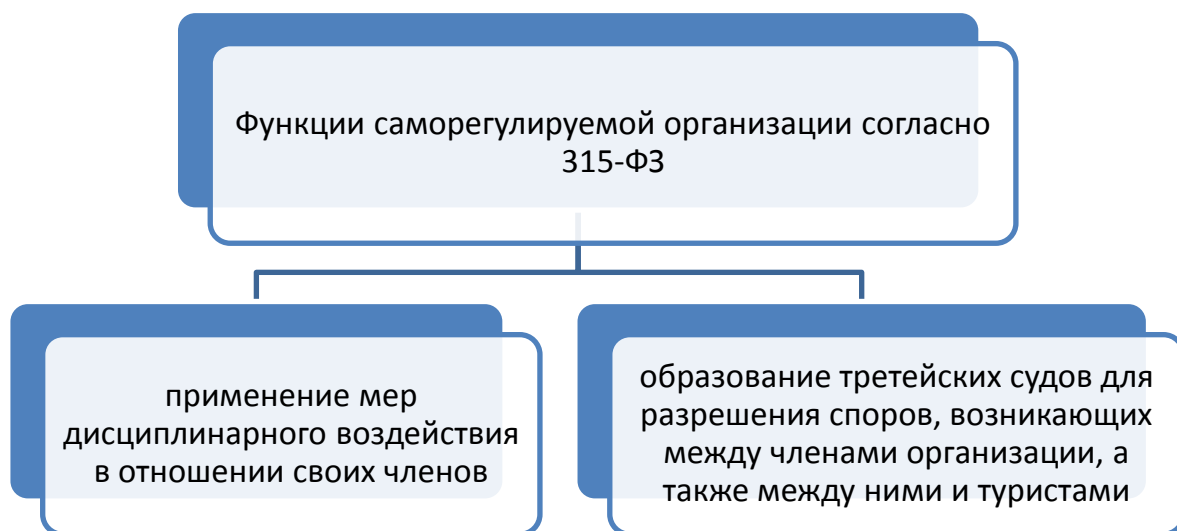 Функции саморегулируемой организации согласно
315-ФЗ
применение мер
дисциплинарного воздействия
в отношении своих членов
образование третейских судов для
разрешения споров, возникающих
между членами организации, а
также между ними и туристами